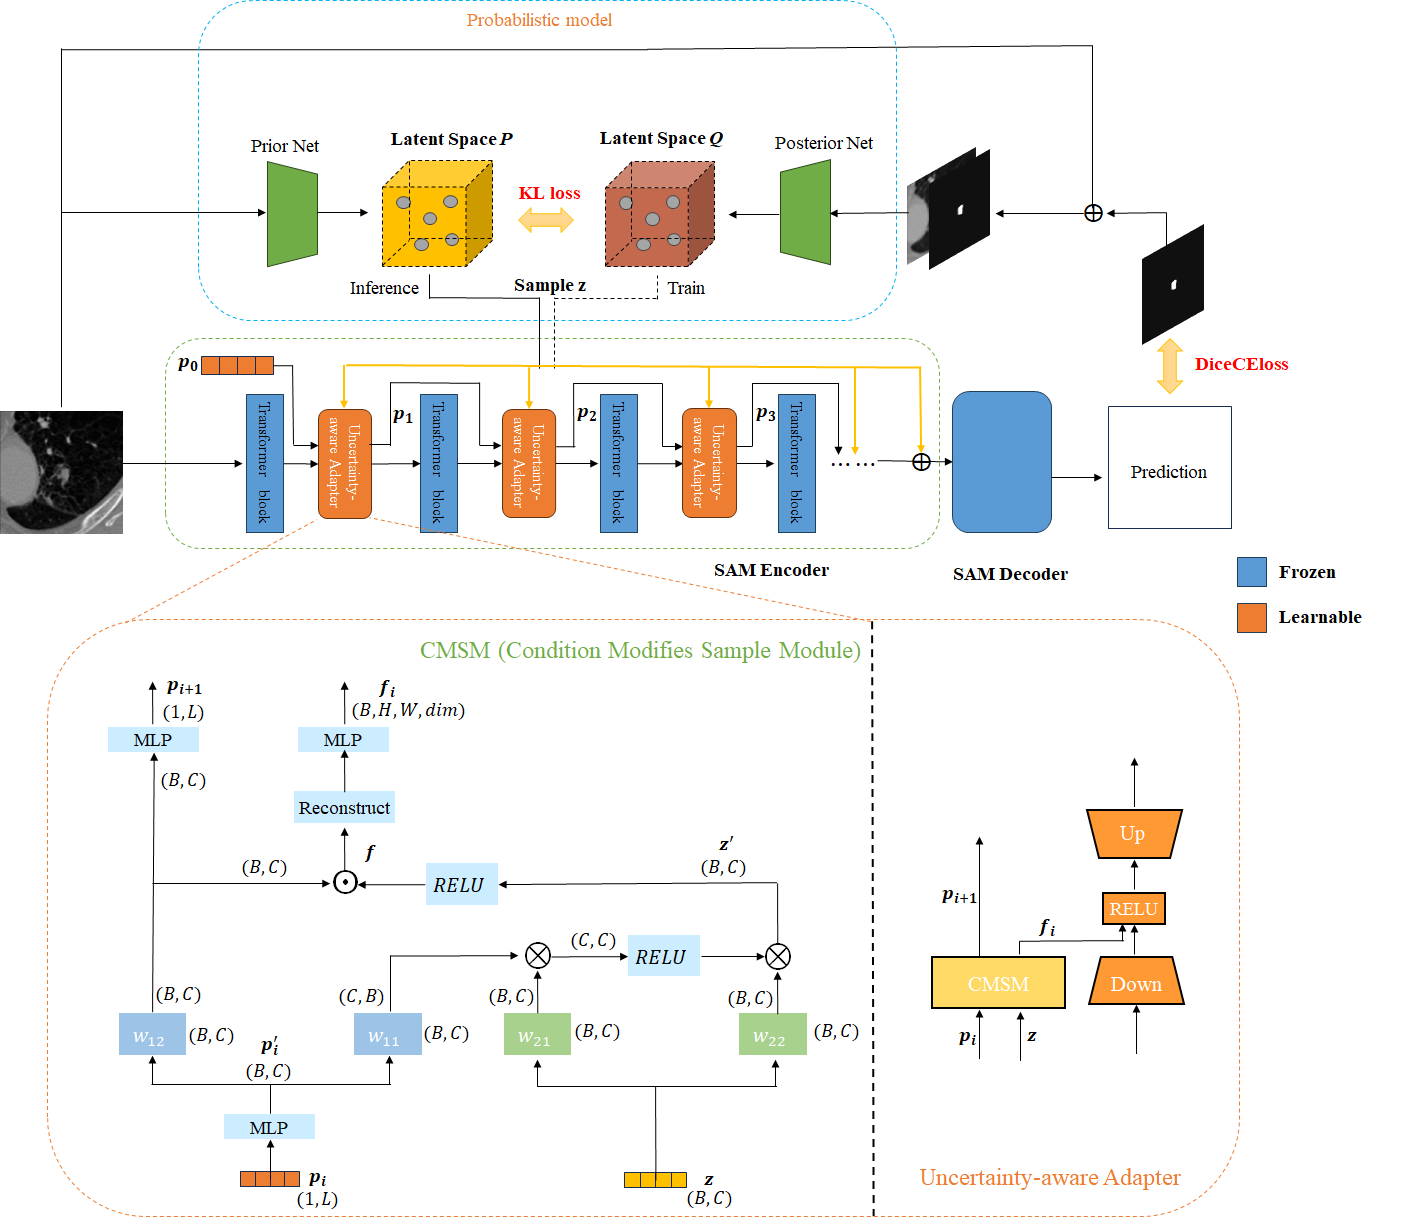 Probabilistic model
Prior Net
Latent Space P
Latent Space Q
Posterior Net
KL loss
Inference
Sample z
Train
DiceCEloss
p₀
p₁
p₂
p₃
Transformer block
Uncertainty-aware Adapter
Transformer block
Uncertainty-aware Adapter
Transformer block
Uncertainty-aware Adapter
Transformer block
... ...
Prediction
SAM Encoder
SAM Decoder
Frozen
Learnable
CMSM (Condition Modifies Sample Module)
pᵢ₊₁
(1, L)
MLP
(B, C)
fᵢ
(B, H, W, dim)
MLP
Reconstruct
f
(B, C)
RELU
z′
(B, C)
(C, C)
RELU
(B, C)
w₁₂
(B, C)
(C, B)
w₁₁
(B, C)
(B, C)
w₂₁
(B, C)
(B, C)
w₂₂
(B, C)
pᵢ′
(B, C)
MLP
pᵢ
(1, L)
z
(B, C)
Up
RELU
pᵢ₊₁
fᵢ
CMSM
Down
pᵢ
z
Uncertainty-aware Adapter